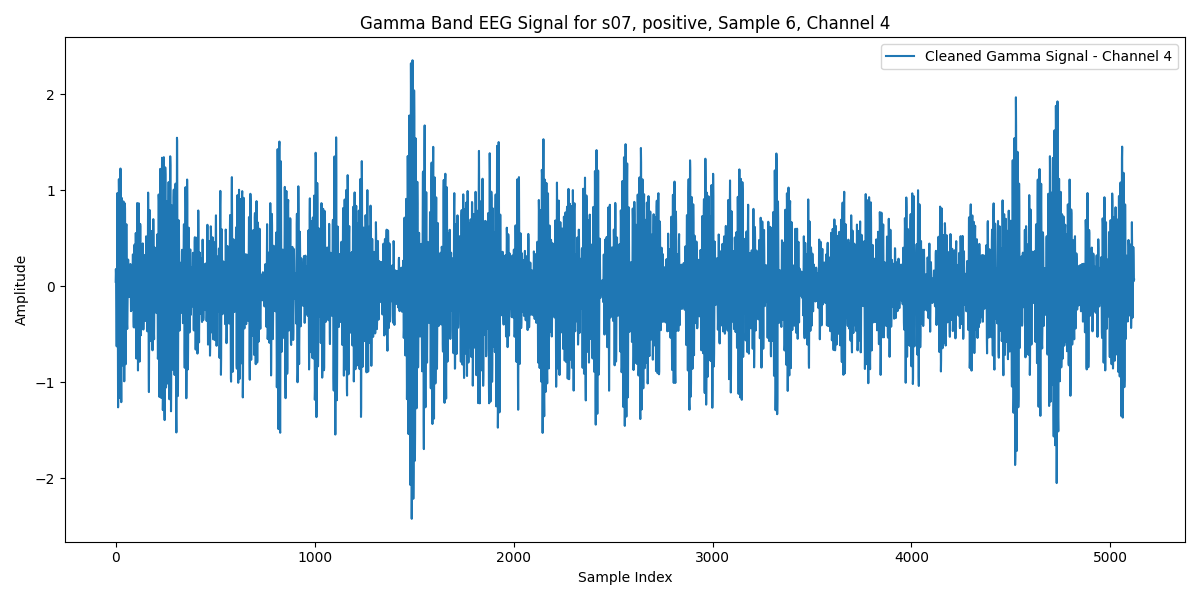 Gamma Band EEG Signal for s07, positive, Sample 6, Channel 4
Cleaned Gamma Signal - Channel 4
Amplitude
2
1
0
−1
−2
0 1000 2000 3000 4000 5000
Sample Index